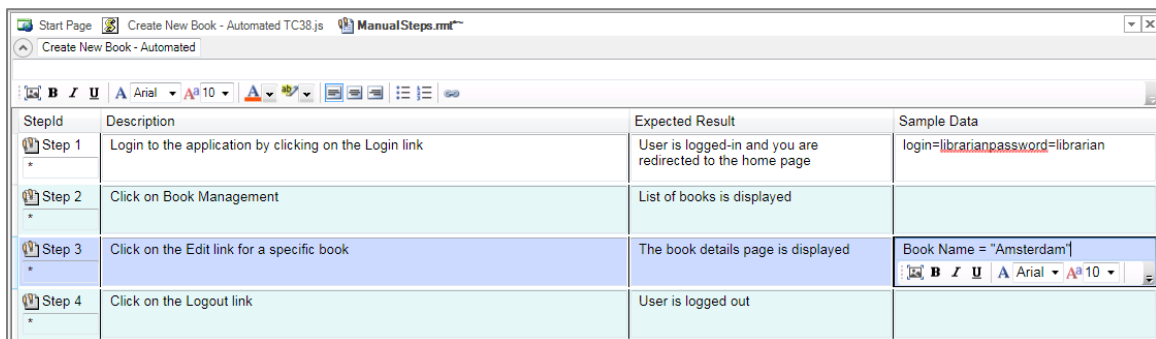 Start Page Create New Book - Automated TC38.js ManualSteps.rmt*
Create New Book - Automated
B I U A Arial Aa 10 A ab
StepId Description Expected Result Sample Data
Step 1 Login to the application by clicking on the Login link User is logged-in and you are login=librarianpassword=librarian
redirected to the home page
*
Step 2 Click on Book Management List of books is displayed
*
Step 3 Click on the Edit link for a specific book The book details page is displayed Book Name = "Amsterdam"
* B I U A Arial Aa 10
Step 4 Click on the Logout link User is logged out
*